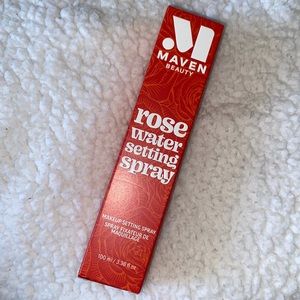 M
MAVEN
BEAUTY
rose
water
setting
spray
MAKEUP SETTING SPRAY
SPRAY FIXATEUR DE
MAQUILLAGE
100 ml / 3.38 fl.oz